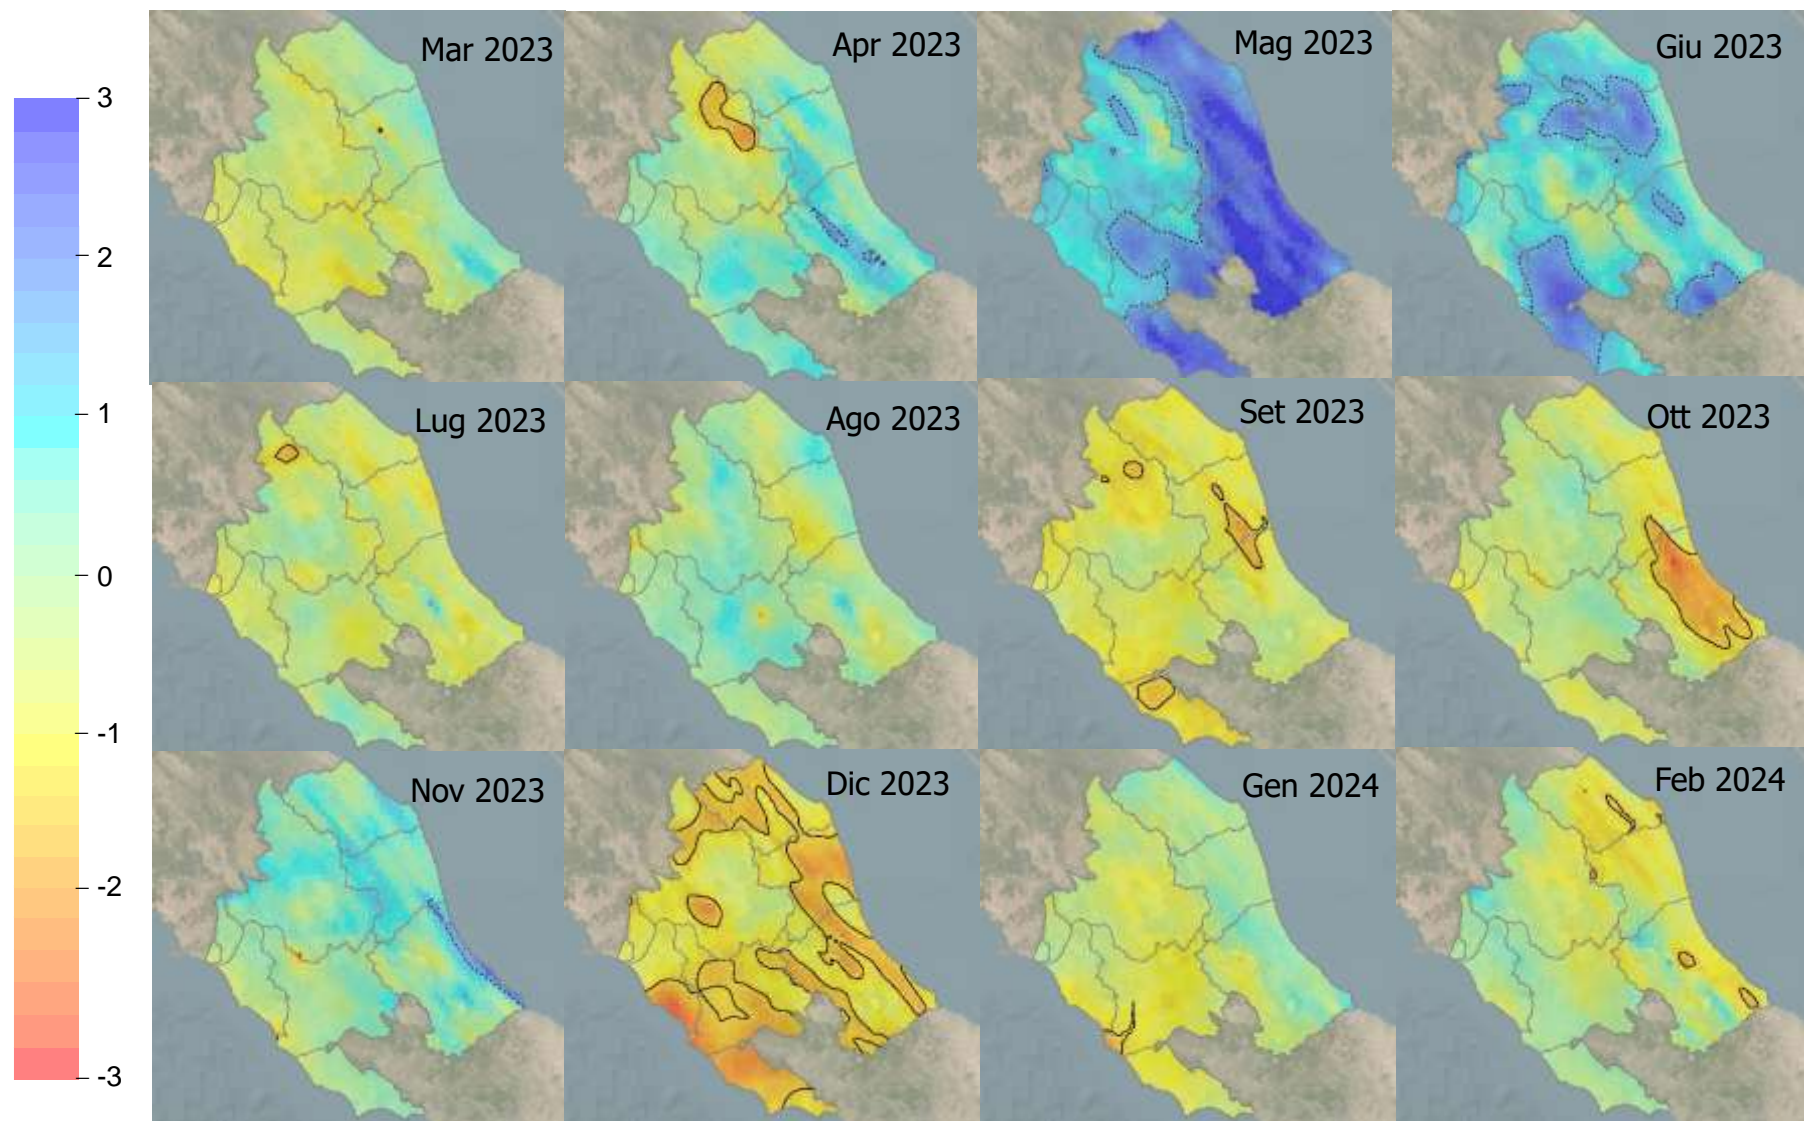 Mar 2023
Apr 2023
Mag 2023
Giu 2023
3
2
1
0
-1
-2
-3
Lug 2023
Ago 2023
Set 2023
Ott 2023
Nov 2023
Dic 2023
Gen 2024
Feb 2024